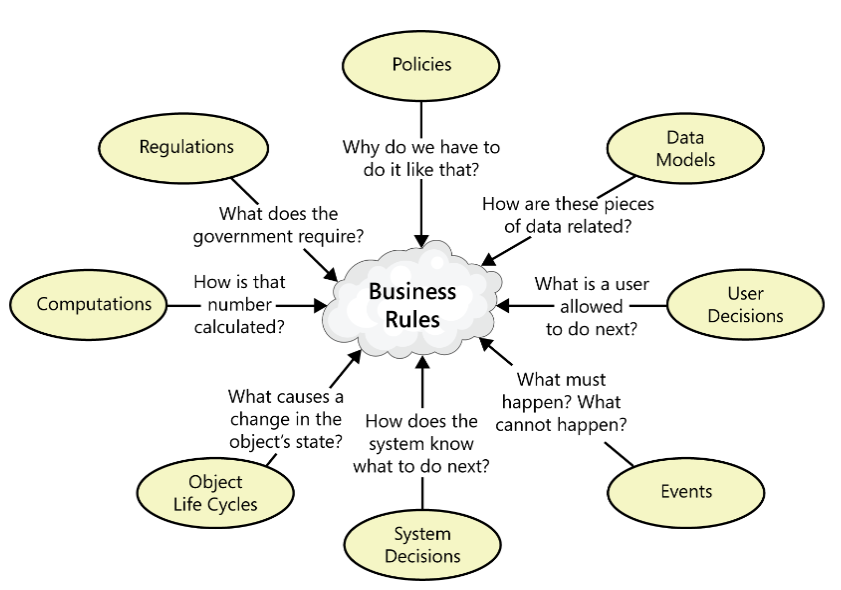 Policies
Why do we have to
do it like that?
Regulations
What does the
government require?
Data
Models
How are these pieces
of data related?
Computations
How is that
number
calculated?
Business
Rules
What is a user
allowed
to do next?
User
Decisions
What causes a
change in the
object's state?
Object
Life Cycles
How does the
system know
what to do next?
System
Decisions
What must
happen? What
cannot happen?
Events